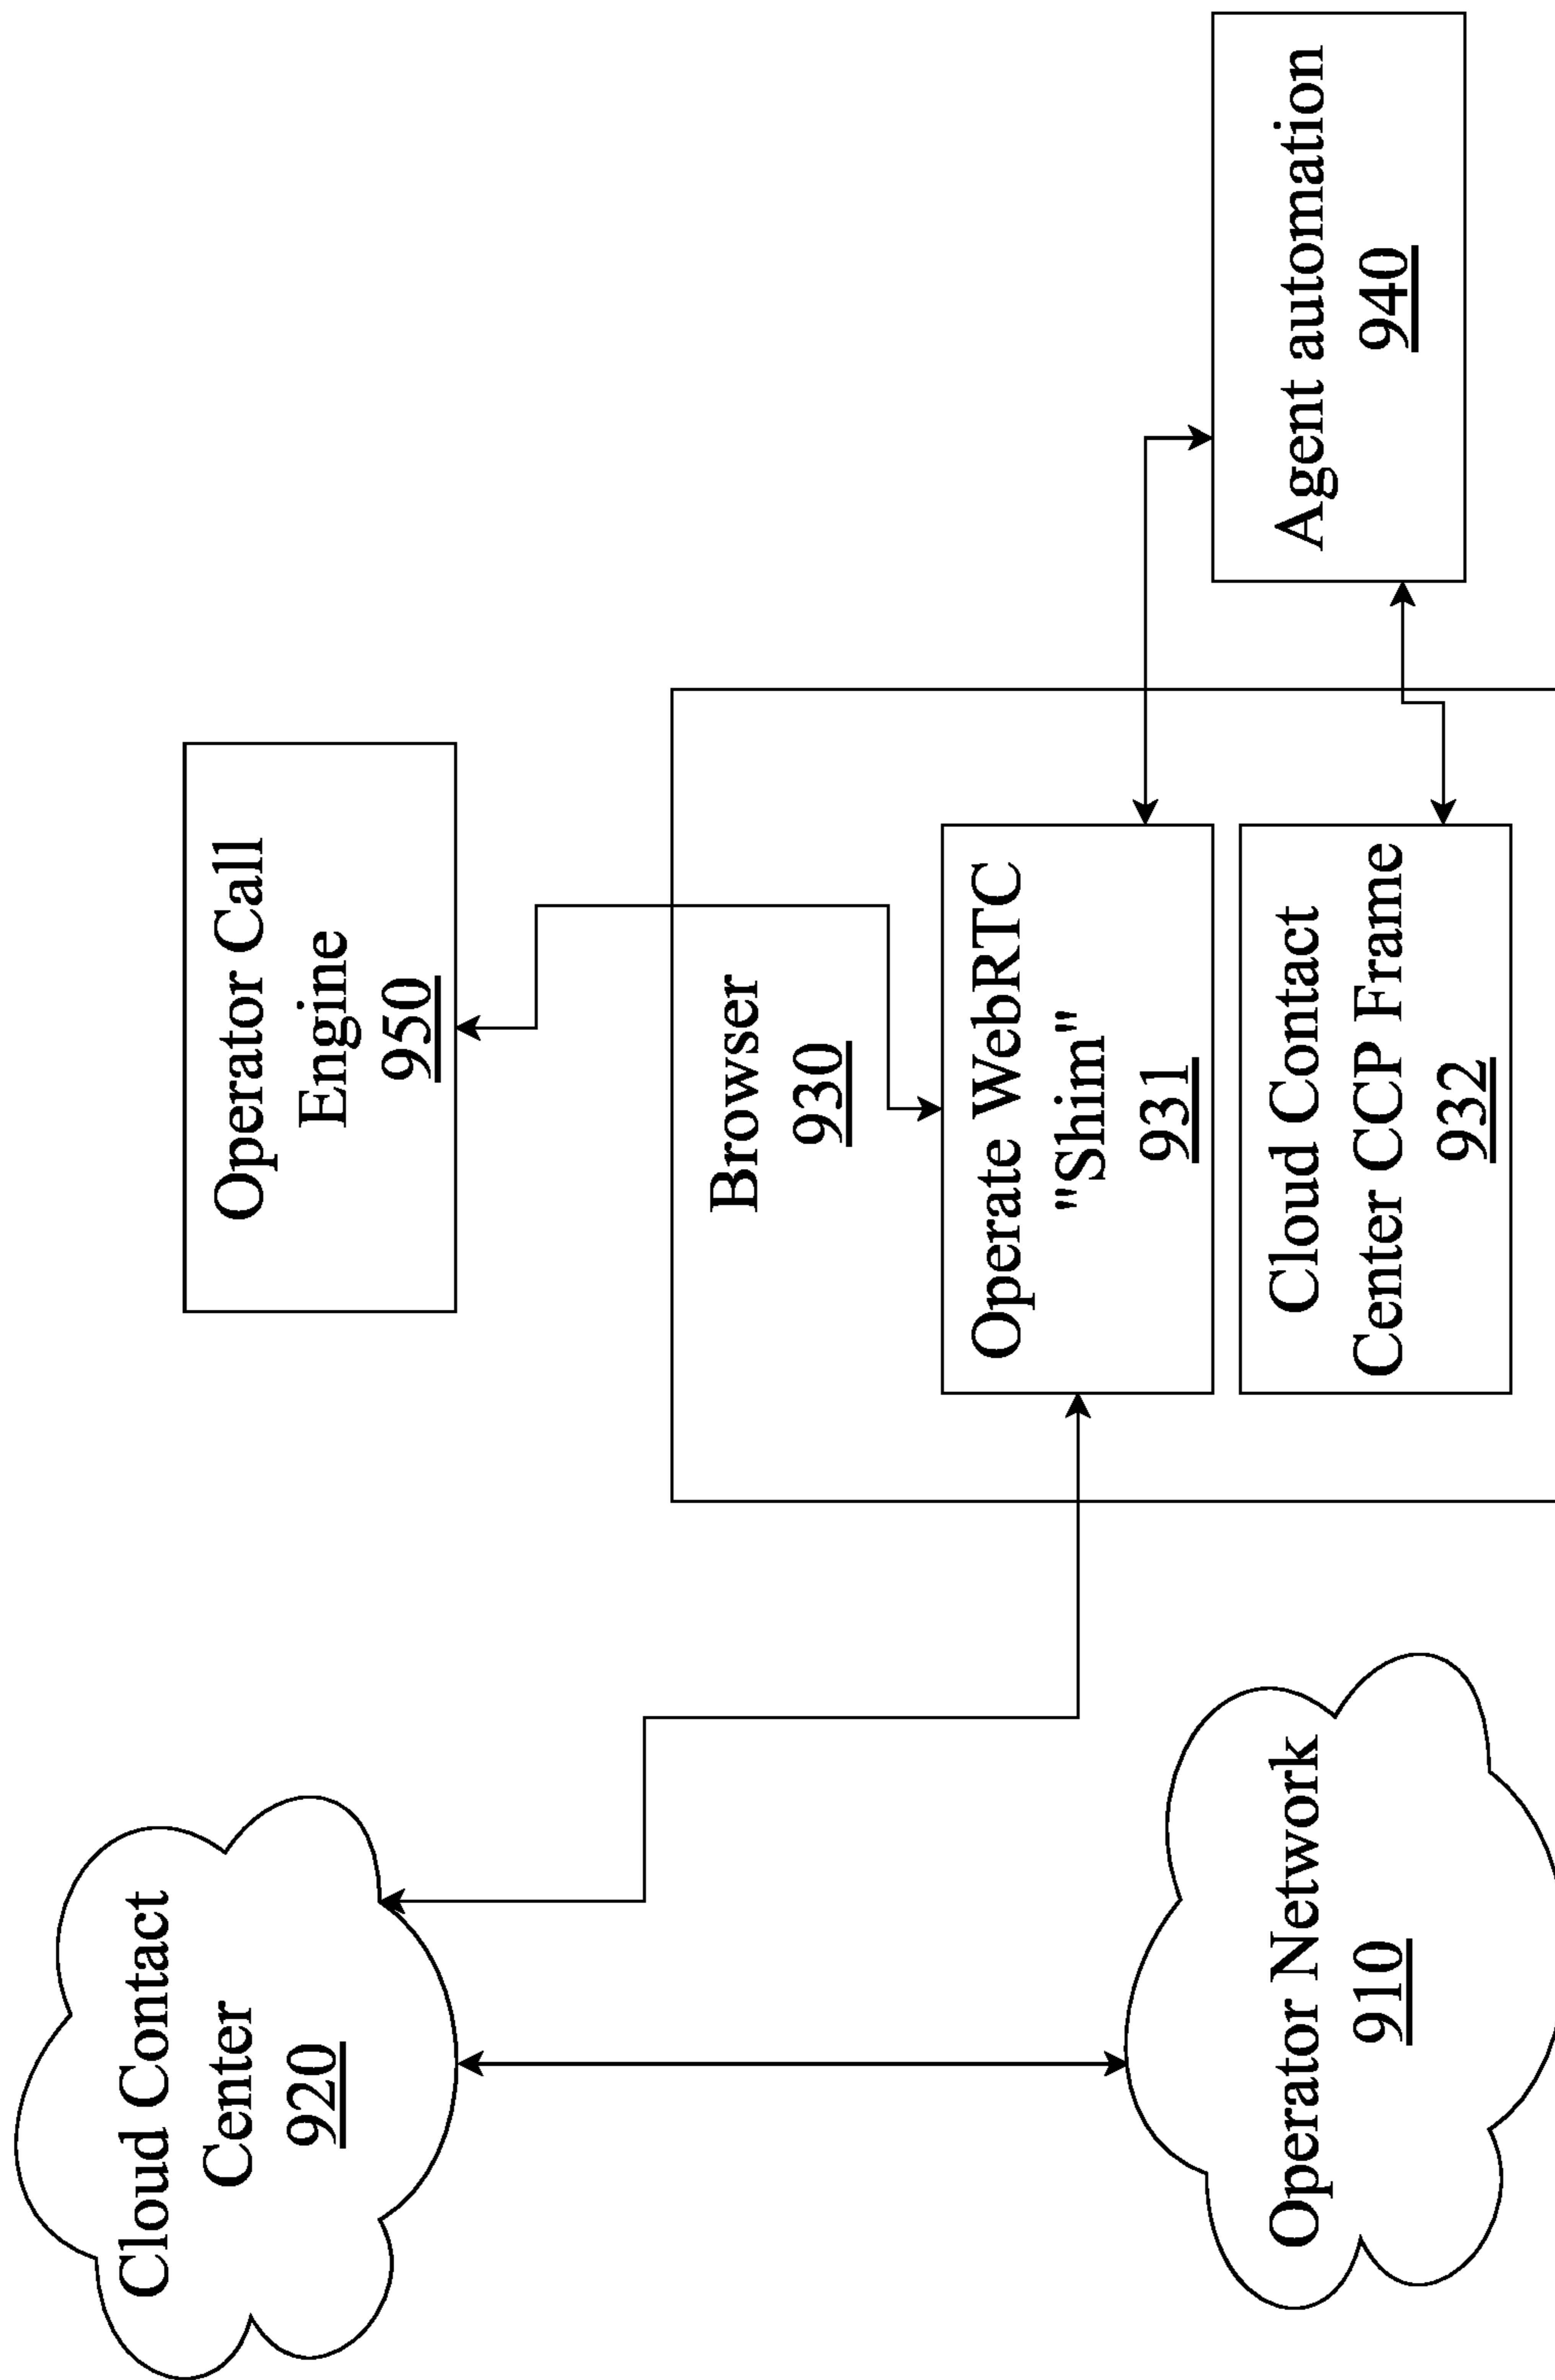 Cloud Contact
Center
920
Operator Network
910
Operator Call
Engine
950
Browser
930
Operate WebRTC
"Shim"
931
Cloud Contact
Center CCP Frame
932
Agent automation
940